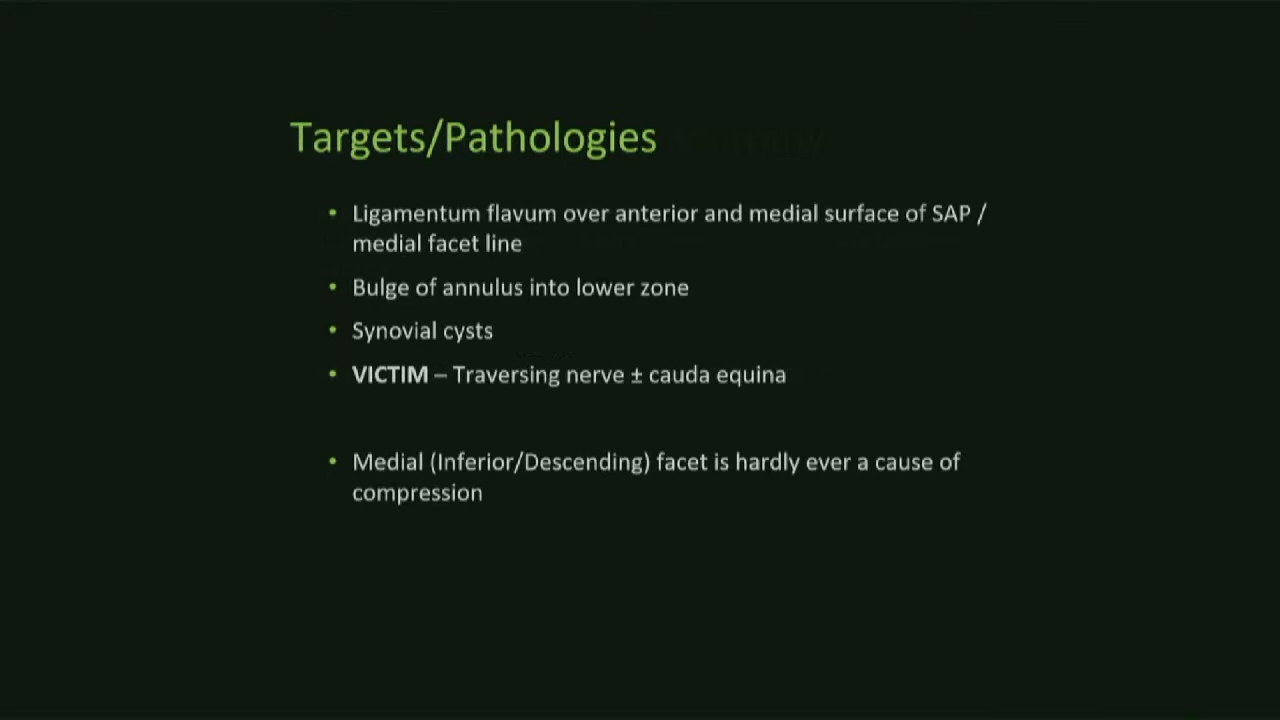 Targets/Pathologies
• Ligamentum flavum over anterior and medial surface of SAP /
medial facet line
• Bulge of annulus into lower zone
• Synovial cysts
• VICTIM – Traversing nerve ± cauda equina
• Medial (Inferior/Descending) facet is hardly ever a cause of
compression